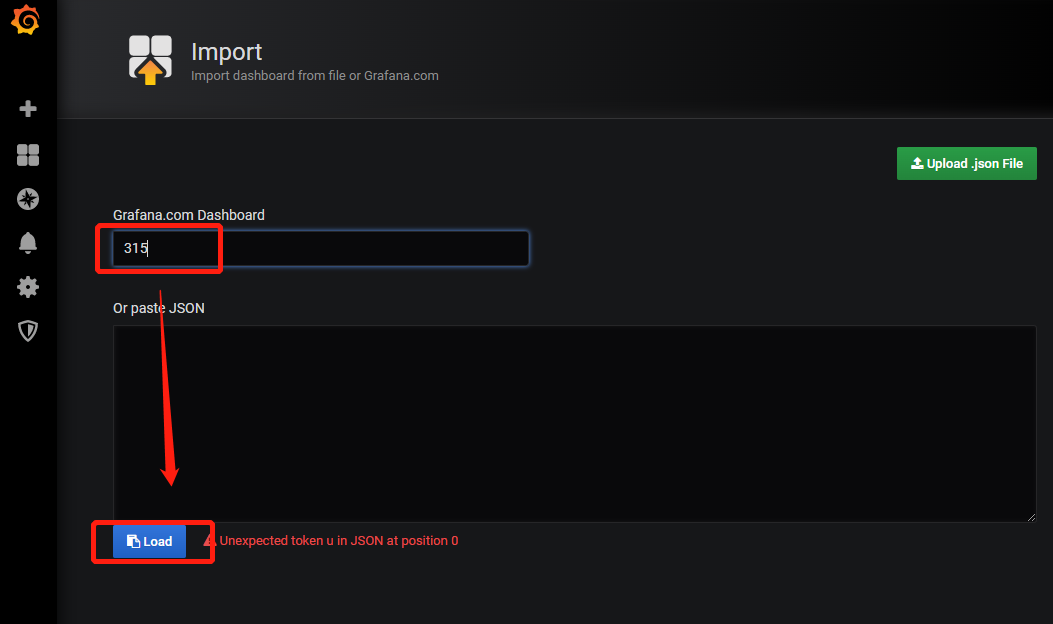 Import
Import dashboard from file or Grafana.com
Upload .json File
Grafana.com Dashboard
315
Or paste JSON
Load
Unexpected token u in JSON at position 0